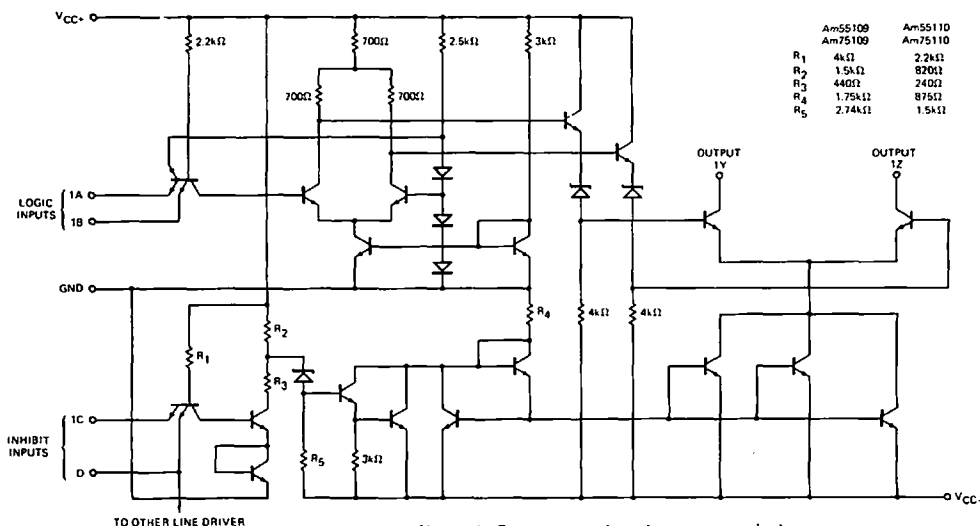 VCC+
2.2kΩ
700Ω
2.5kΩ
3kΩ
700Ω
700Ω
Am55109 Am55110
Am75109 Am75110
R1 4kΩ 2.2kΩ
R2 1.5kΩ 820Ω
R3 440Ω 240Ω
R4 1.75kΩ 875Ω
R5 2.74kΩ 1.5kΩ
OUTPUT
1Y
OUTPUT
1Z
LOGIC
INPUTS
1A
1B
GND
R2
R4
4kΩ
4kΩ
R1
R3
INHIBIT
INPUTS
1C
D
R5
3kΩ
VCC-
TO OTHER LINE DRIVER